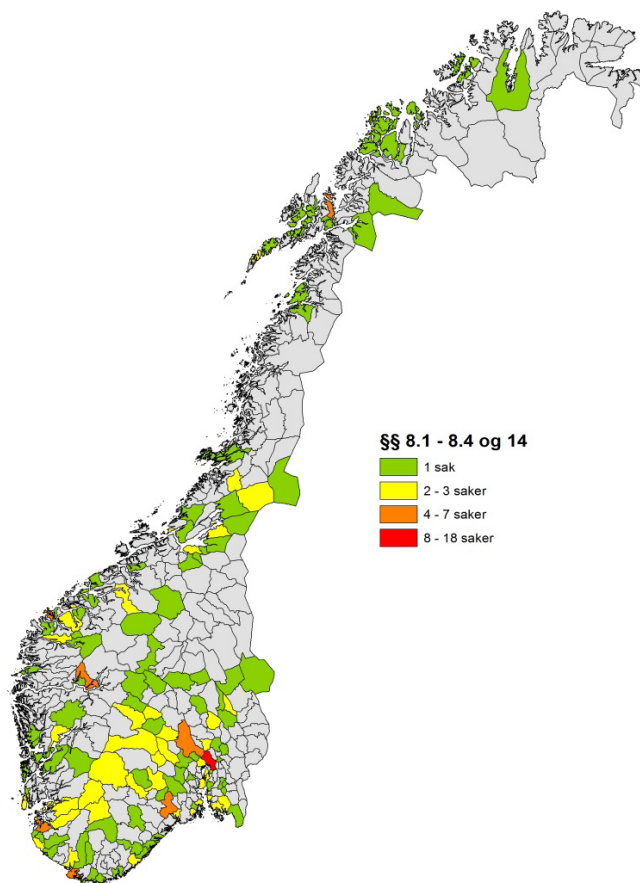 §§ 8.1 - 8.4 og 14
1 sak
2 - 3 saker
4 - 7 saker
8 - 18 saker